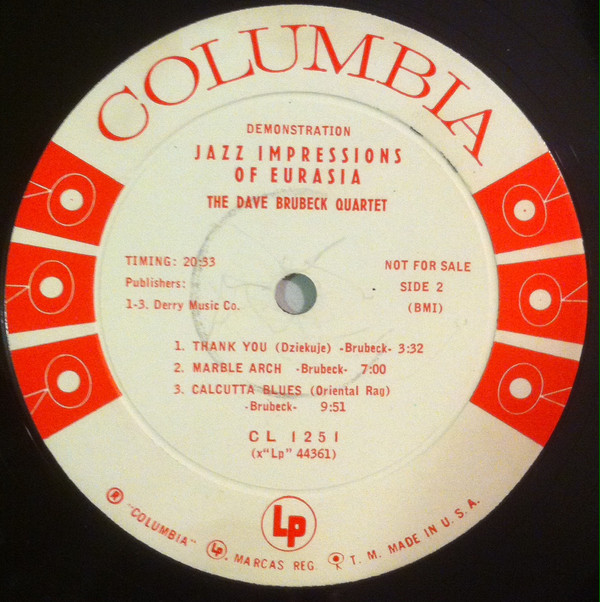 COLUMBIA
DEMONSTRATION
JAZZ IMPRESSIONS
OF EURASIA
THE DAVE BRUBECK QUARTET
TIMING: 20:33
Publishers:
1-3. Derry Music Co.
NOT FOR SALE
SIDE 2
(BMI)
1. THANK YOU (Dziekuje) -Brubeck- 3:32
2. MARBLE ARCH -Brubeck- 7:00
3. CALCUTTA BLUES (Oriental Rag)
-Brubeck- 9:51
CL 1251
(x"Lp" 44361)
Lp
® "COLUMBIA" Lp. MARCAS REG. T. M. MADE IN U. S. A.